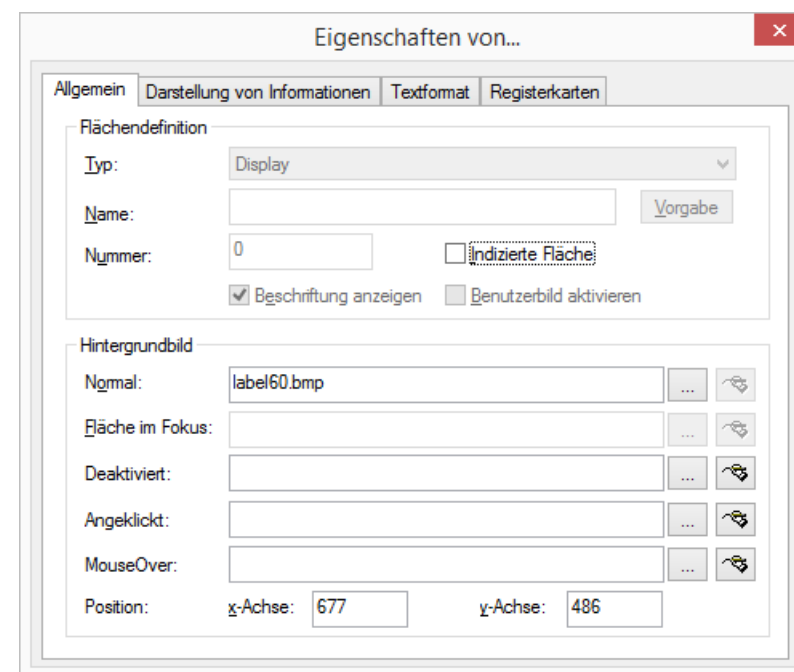 Eigenschaften von...
Allgemein Darstellung von Informationen Textformat Registerkarten
Flächendefinition
Typ: Display
Name: Vorgabe
Nummer: 0 Indizierte Fläche
Beschriftung anzeigen Benutzerbild aktivieren
Hintergrundbild
Normal: label60.bmp ...
Fläche im Fokus: ...
Deaktiviert: ...
Angeklickt: ...
MouseOver: ...
Position: x-Achse: 677 y-Achse: 486